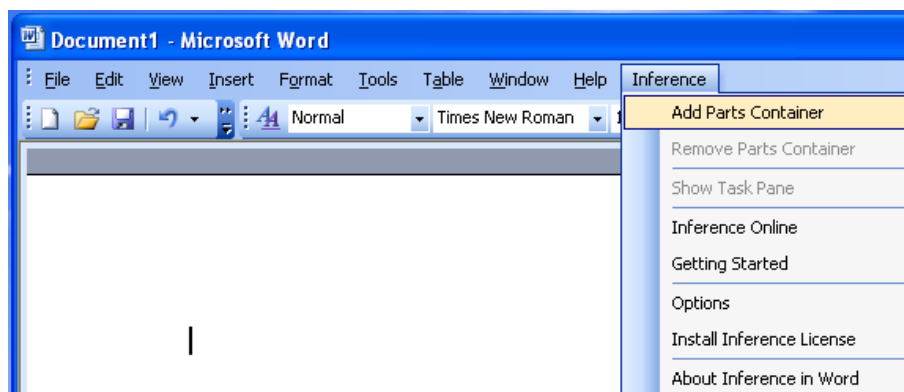 Document1 - Microsoft Word
File Edit View Insert Format Tools Table Window Help Inference
Normal Times New Roman
Add Parts Container
Remove Parts Container
Show Task Pane
Inference Online
Getting Started
Options
Install Inference License
About Inference in Word